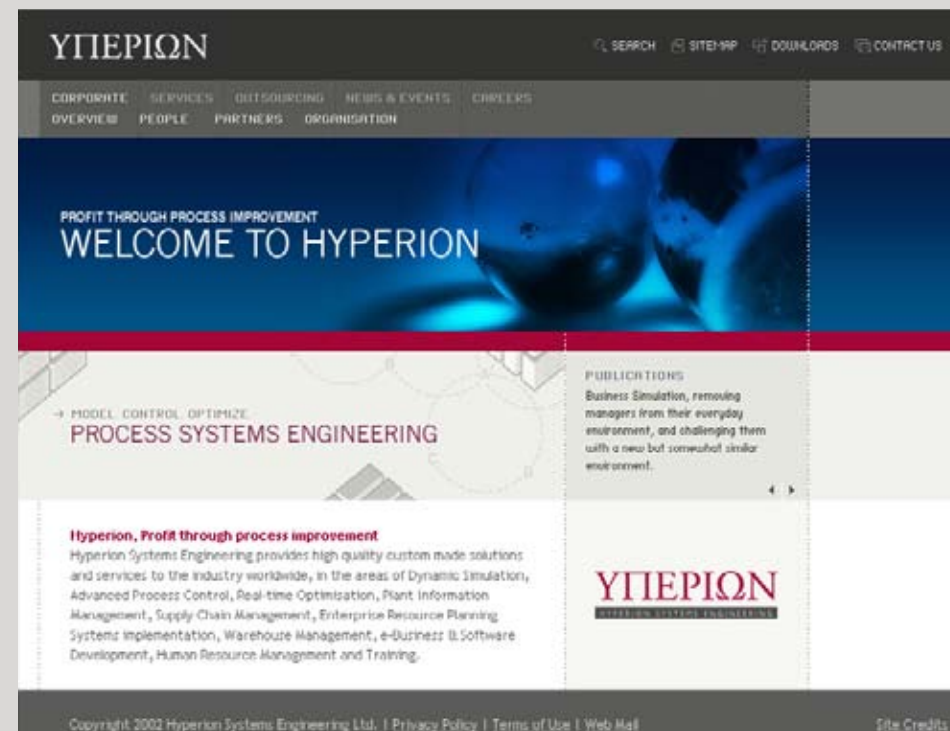 ΥΠΕΡΙΩΝ
SEARCH SITEMAP DOWNLOADS CONTACT US
CORPORATE SERVICES OUTSOURCING NEWS & EVENTS CAREERS
OVERVIEW PEOPLE PARTNERS ORGANISATION
PROFIT THROUGH PROCESS IMPROVEMENT
WELCOME TO HYPERION
MODEL CONTROL OPTIMIZE
PROCESS SYSTEMS ENGINEERING
PUBLICATIONS
Business Simulation, removing
managers from their everyday
environment, and challenging them
with a new but somewhat similar
environment.
Hyperion, Profit through process improvement
Hyperion Systems Engineering provides high quality custom made solutions
and services to the industry worldwide, in the areas of Dynamic Simulation,
Advanced Process Control, Real-time Optimisation, Plant Information
Management, Supply Chain Management, Enterprise Resource Planning
Systems implementation, Warehouse Management, e-Business & Software
Development, Human Resource Management and Training.
ΥΠΕΡΙΩΝ
HYPERION SYSTEMS ENGINEERING
Copyright 2002 Hyperion Systems Engineering Ltd. | Privacy Policy | Terms of Use | Web Mail
Site Credits